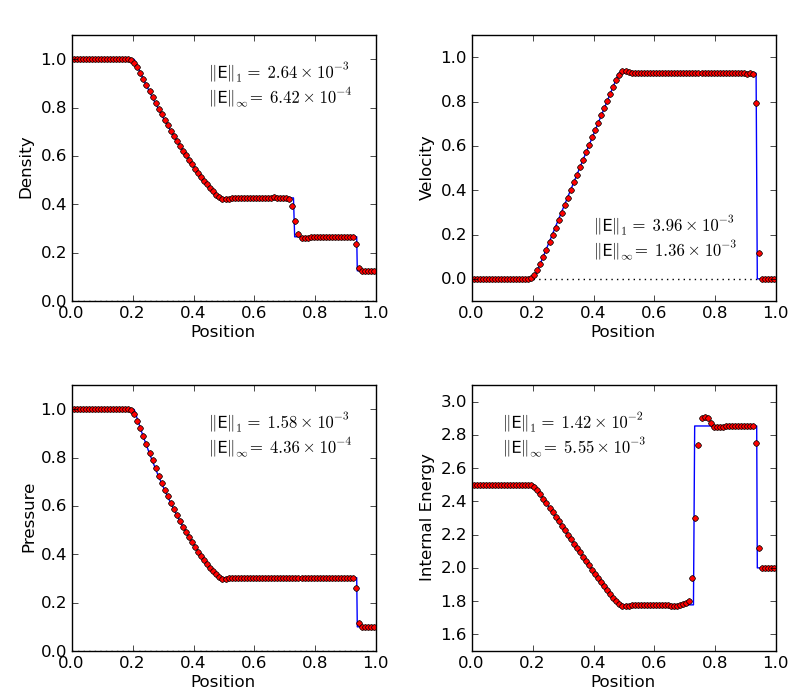 1.0
0.8
0.6
0.4
0.2
0.0
Density
‖E‖₁ = 2.64 × 10⁻³
‖E‖∞ = 6.42 × 10⁻⁴
0.0 0.2 0.4 0.6 0.8 1.0
Position
1.0
0.8
0.6
0.4
0.2
0.0
Velocity
‖E‖₁ = 3.96 × 10⁻³
‖E‖∞ = 1.36 × 10⁻³
0.0 0.2 0.4 0.6 0.8 1.0
Position
1.0
0.8
0.6
0.4
0.2
0.0
Pressure
‖E‖₁ = 1.58 × 10⁻³
‖E‖∞ = 4.36 × 10⁻⁴
0.0 0.2 0.4 0.6 0.8 1.0
Position
3.0
2.8
2.6
2.4
2.2
2.0
1.8
1.6
Internal Energy
‖E‖₁ = 1.42 × 10⁻²
‖E‖∞ = 5.55 × 10⁻³
0.0 0.2 0.4 0.6 0.8 1.0
Position